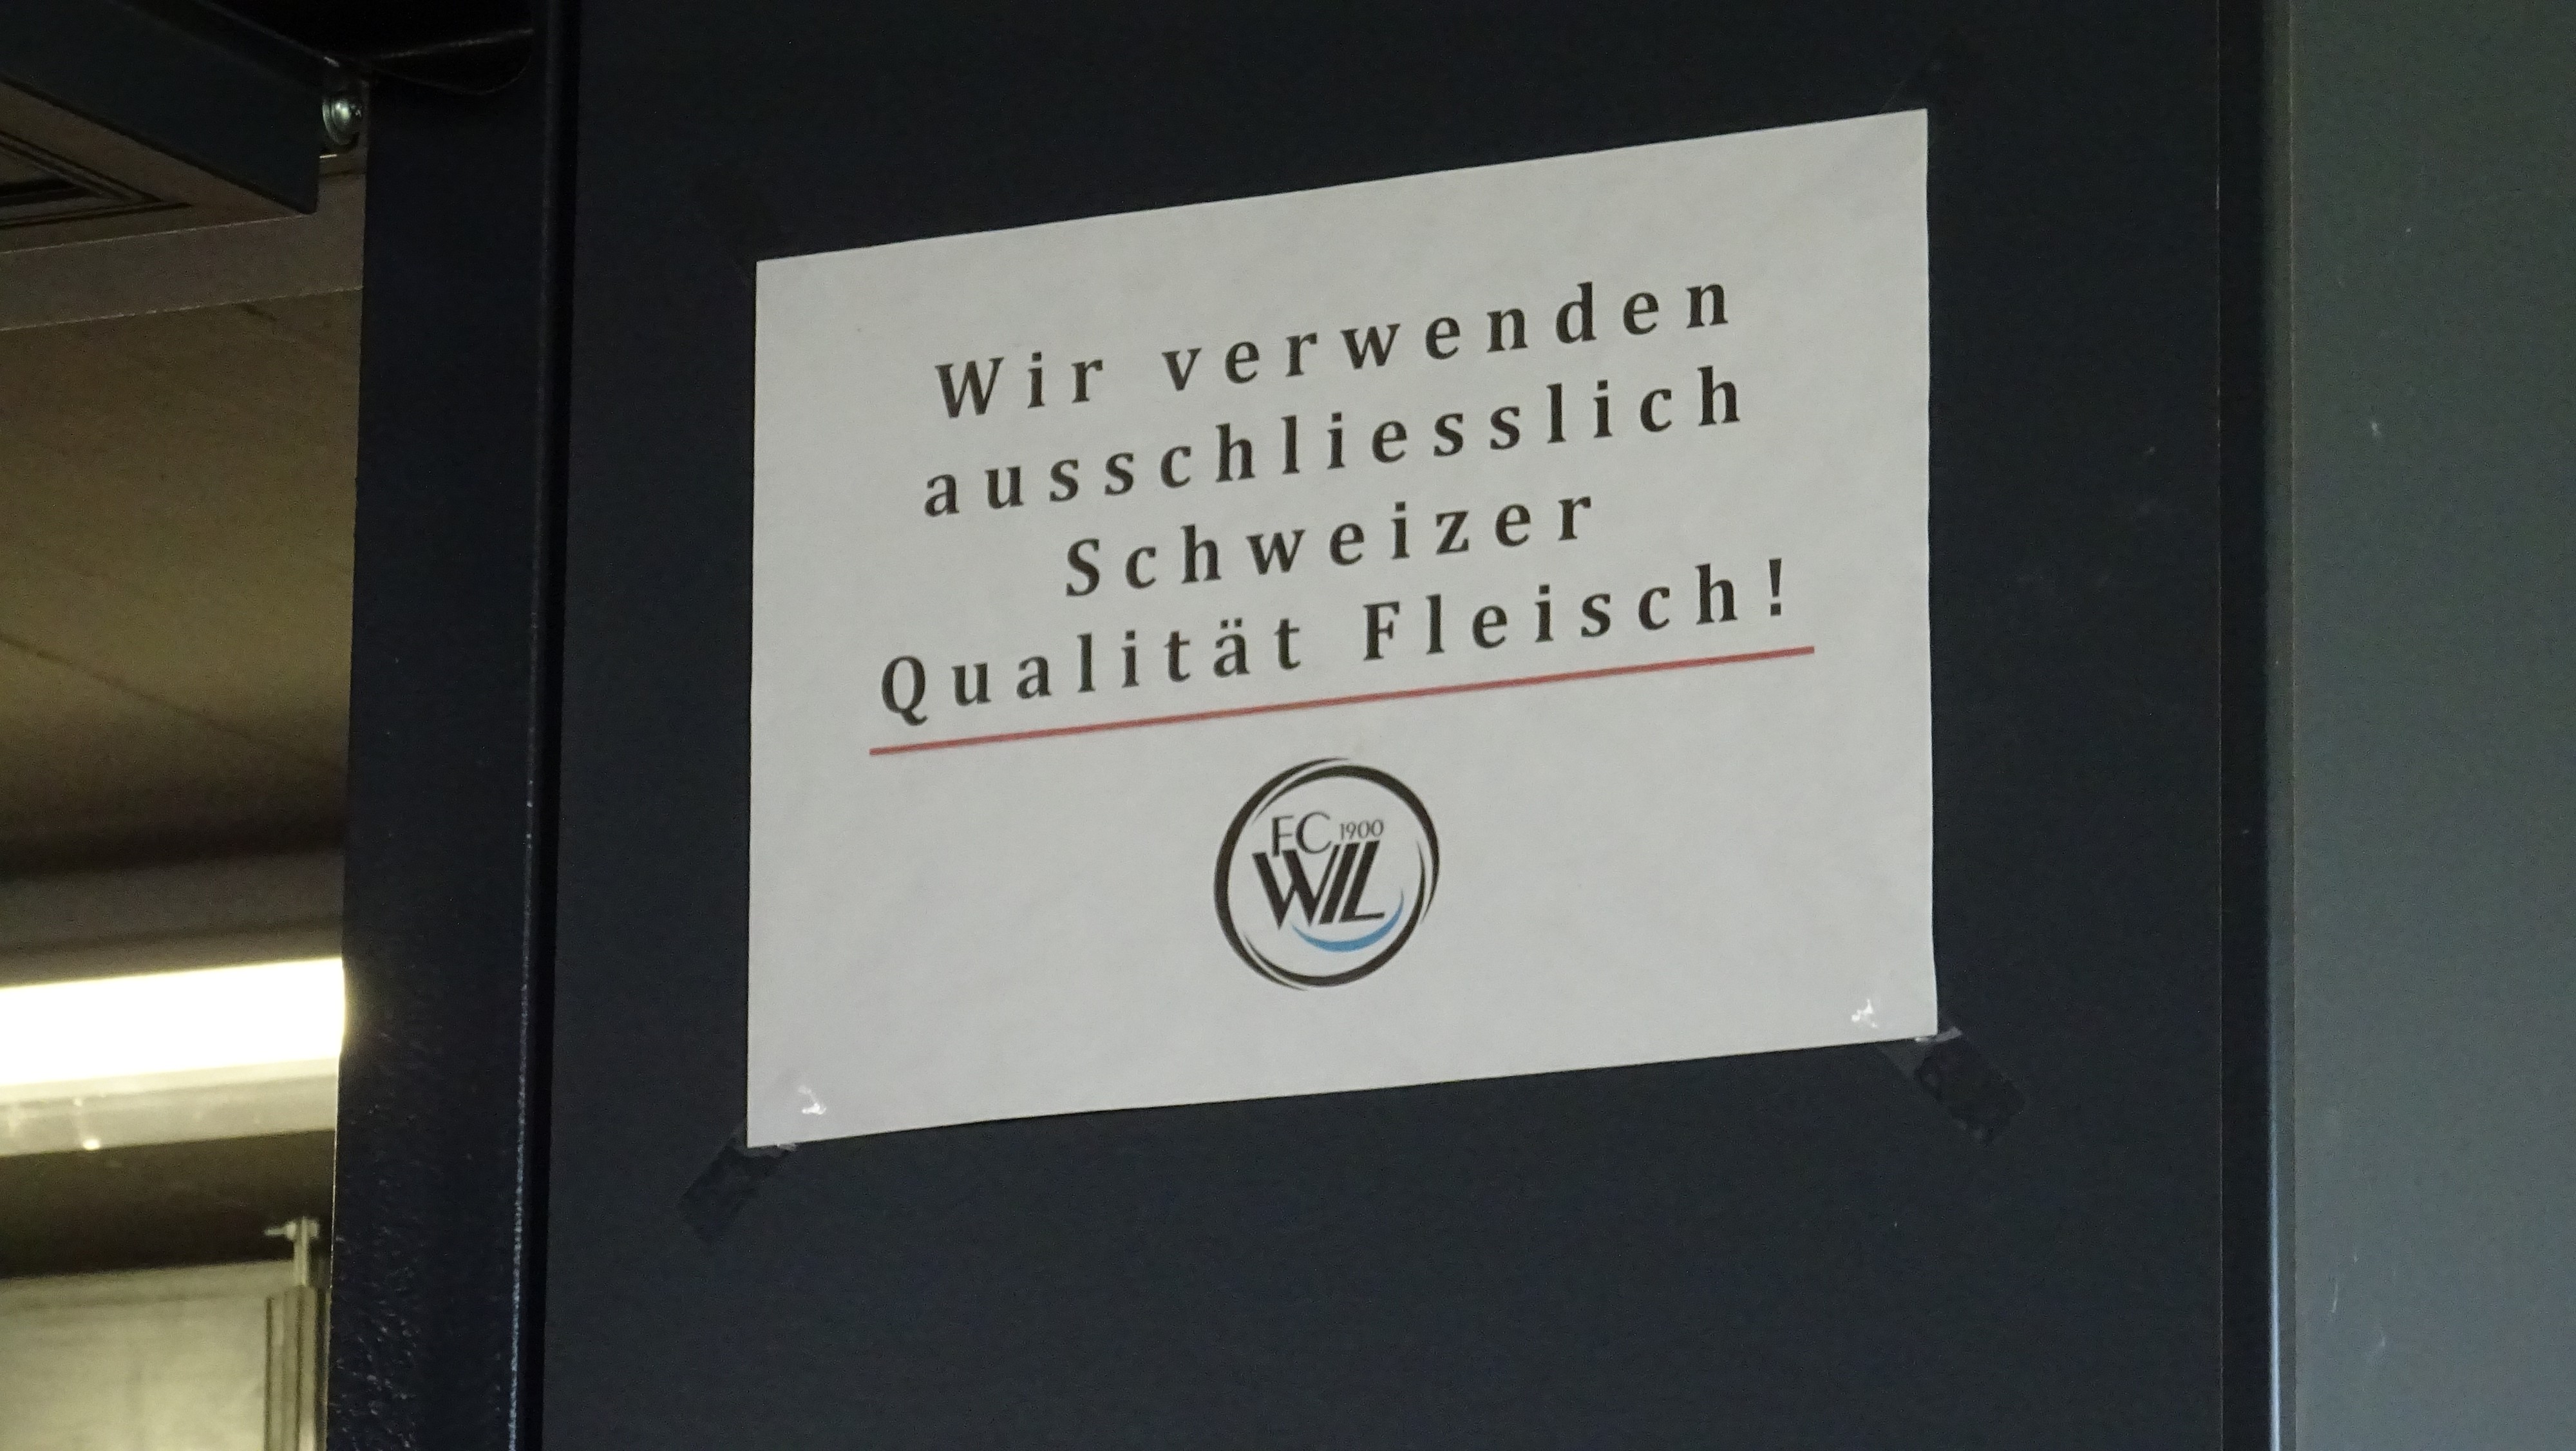 Wir verwenden
ausschliesslich
Schweizer
Qualität Fleisch!
FC 1900
WIL